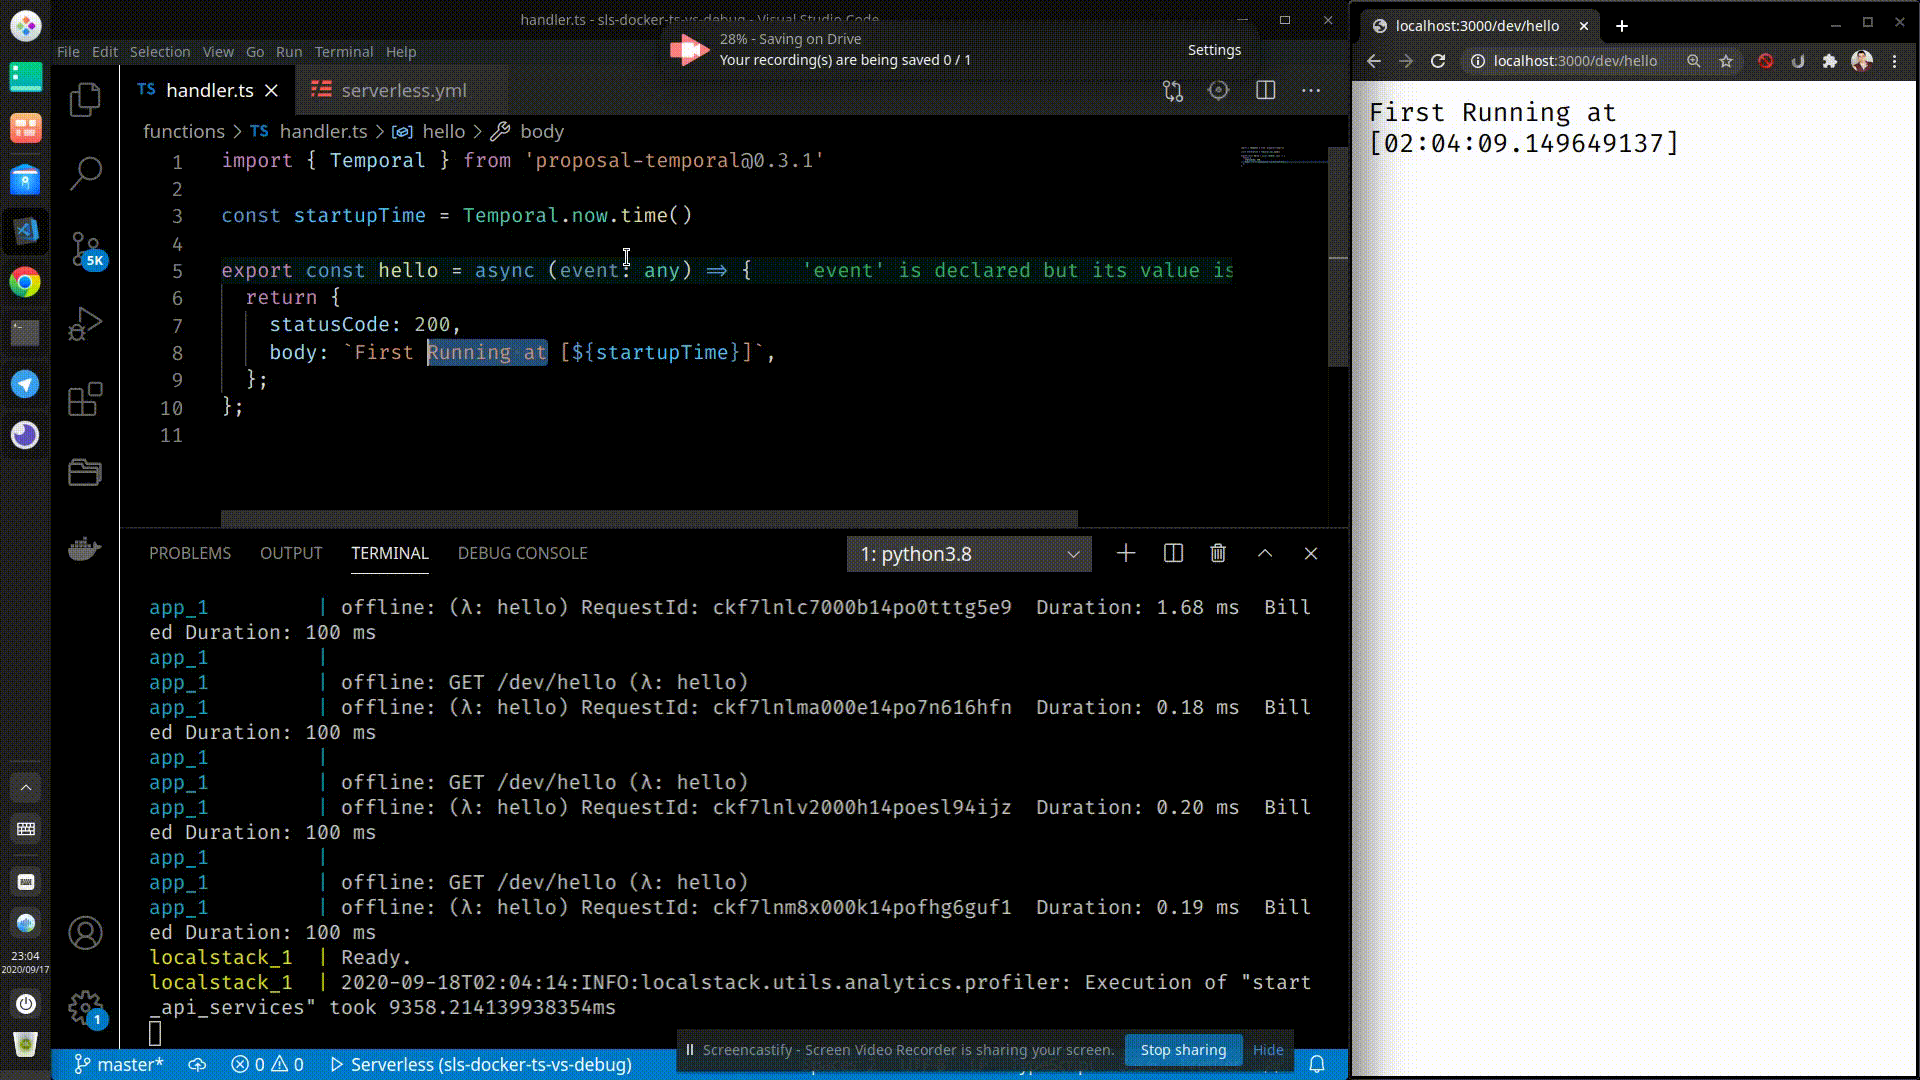 handler.ts - sls-docker-ts-vs-debug - Visual Studio Code
File Edit Selection View Go Run Terminal Help
28% - Saving on Drive
Your recording(s) are being saved 0 / 1
Settings
TS handler.ts
serverless.yml
functions > TS handler.ts > hello > body
1 import { Temporal } from 'proposal-temporal@0.3.1'
2
3 const startupTime = Temporal.now.time()
4
5 export const hello = async (event: any) => { 'event' is declared but its value is
6 return {
7 statusCode: 200,
8 body: `First Running at [${startupTime}]`,
9 };
10 };
11
PROBLEMS OUTPUT TERMINAL DEBUG CONSOLE
1: python3.8
app_1 | offline: (λ: hello) RequestId: ckf7lnlc7000b14po0tttg5e9 Duration: 1.68 ms Bill
ed Duration: 100 ms
app_1 |
app_1 | offline: GET /dev/hello (λ: hello)
app_1 | offline: (λ: hello) RequestId: ckf7lnlma000e14po7n616hfn Duration: 0.18 ms Bill
ed Duration: 100 ms
app_1 |
app_1 | offline: GET /dev/hello (λ: hello)
app_1 | offline: (λ: hello) RequestId: ckf7lnlv2000h14poesl94ijz Duration: 0.20 ms Bill
ed Duration: 100 ms
app_1 |
app_1 | offline: GET /dev/hello (λ: hello)
app_1 | offline: (λ: hello) RequestId: ckf7lnm8x000k14pofhg6guf1 Duration: 0.19 ms Bill
ed Duration: 100 ms
localstack_1 | Ready.
localstack_1 | 2020-09-18T02:04:14:INFO:localstack.utils.analytics.profiler: Execution of "start
_api_services" took 9358.214139938354ms
5K
1
23:04
2020/09/17
master* 0 0 Serverless (sls-docker-ts-vs-debug)
Screencastify - Screen Video Recorder is sharing your screen.
Stop sharing
Hide
localhost:3000/dev/hello
localhost:3000/dev/hello
First Running at
[02:04:09.149649137]